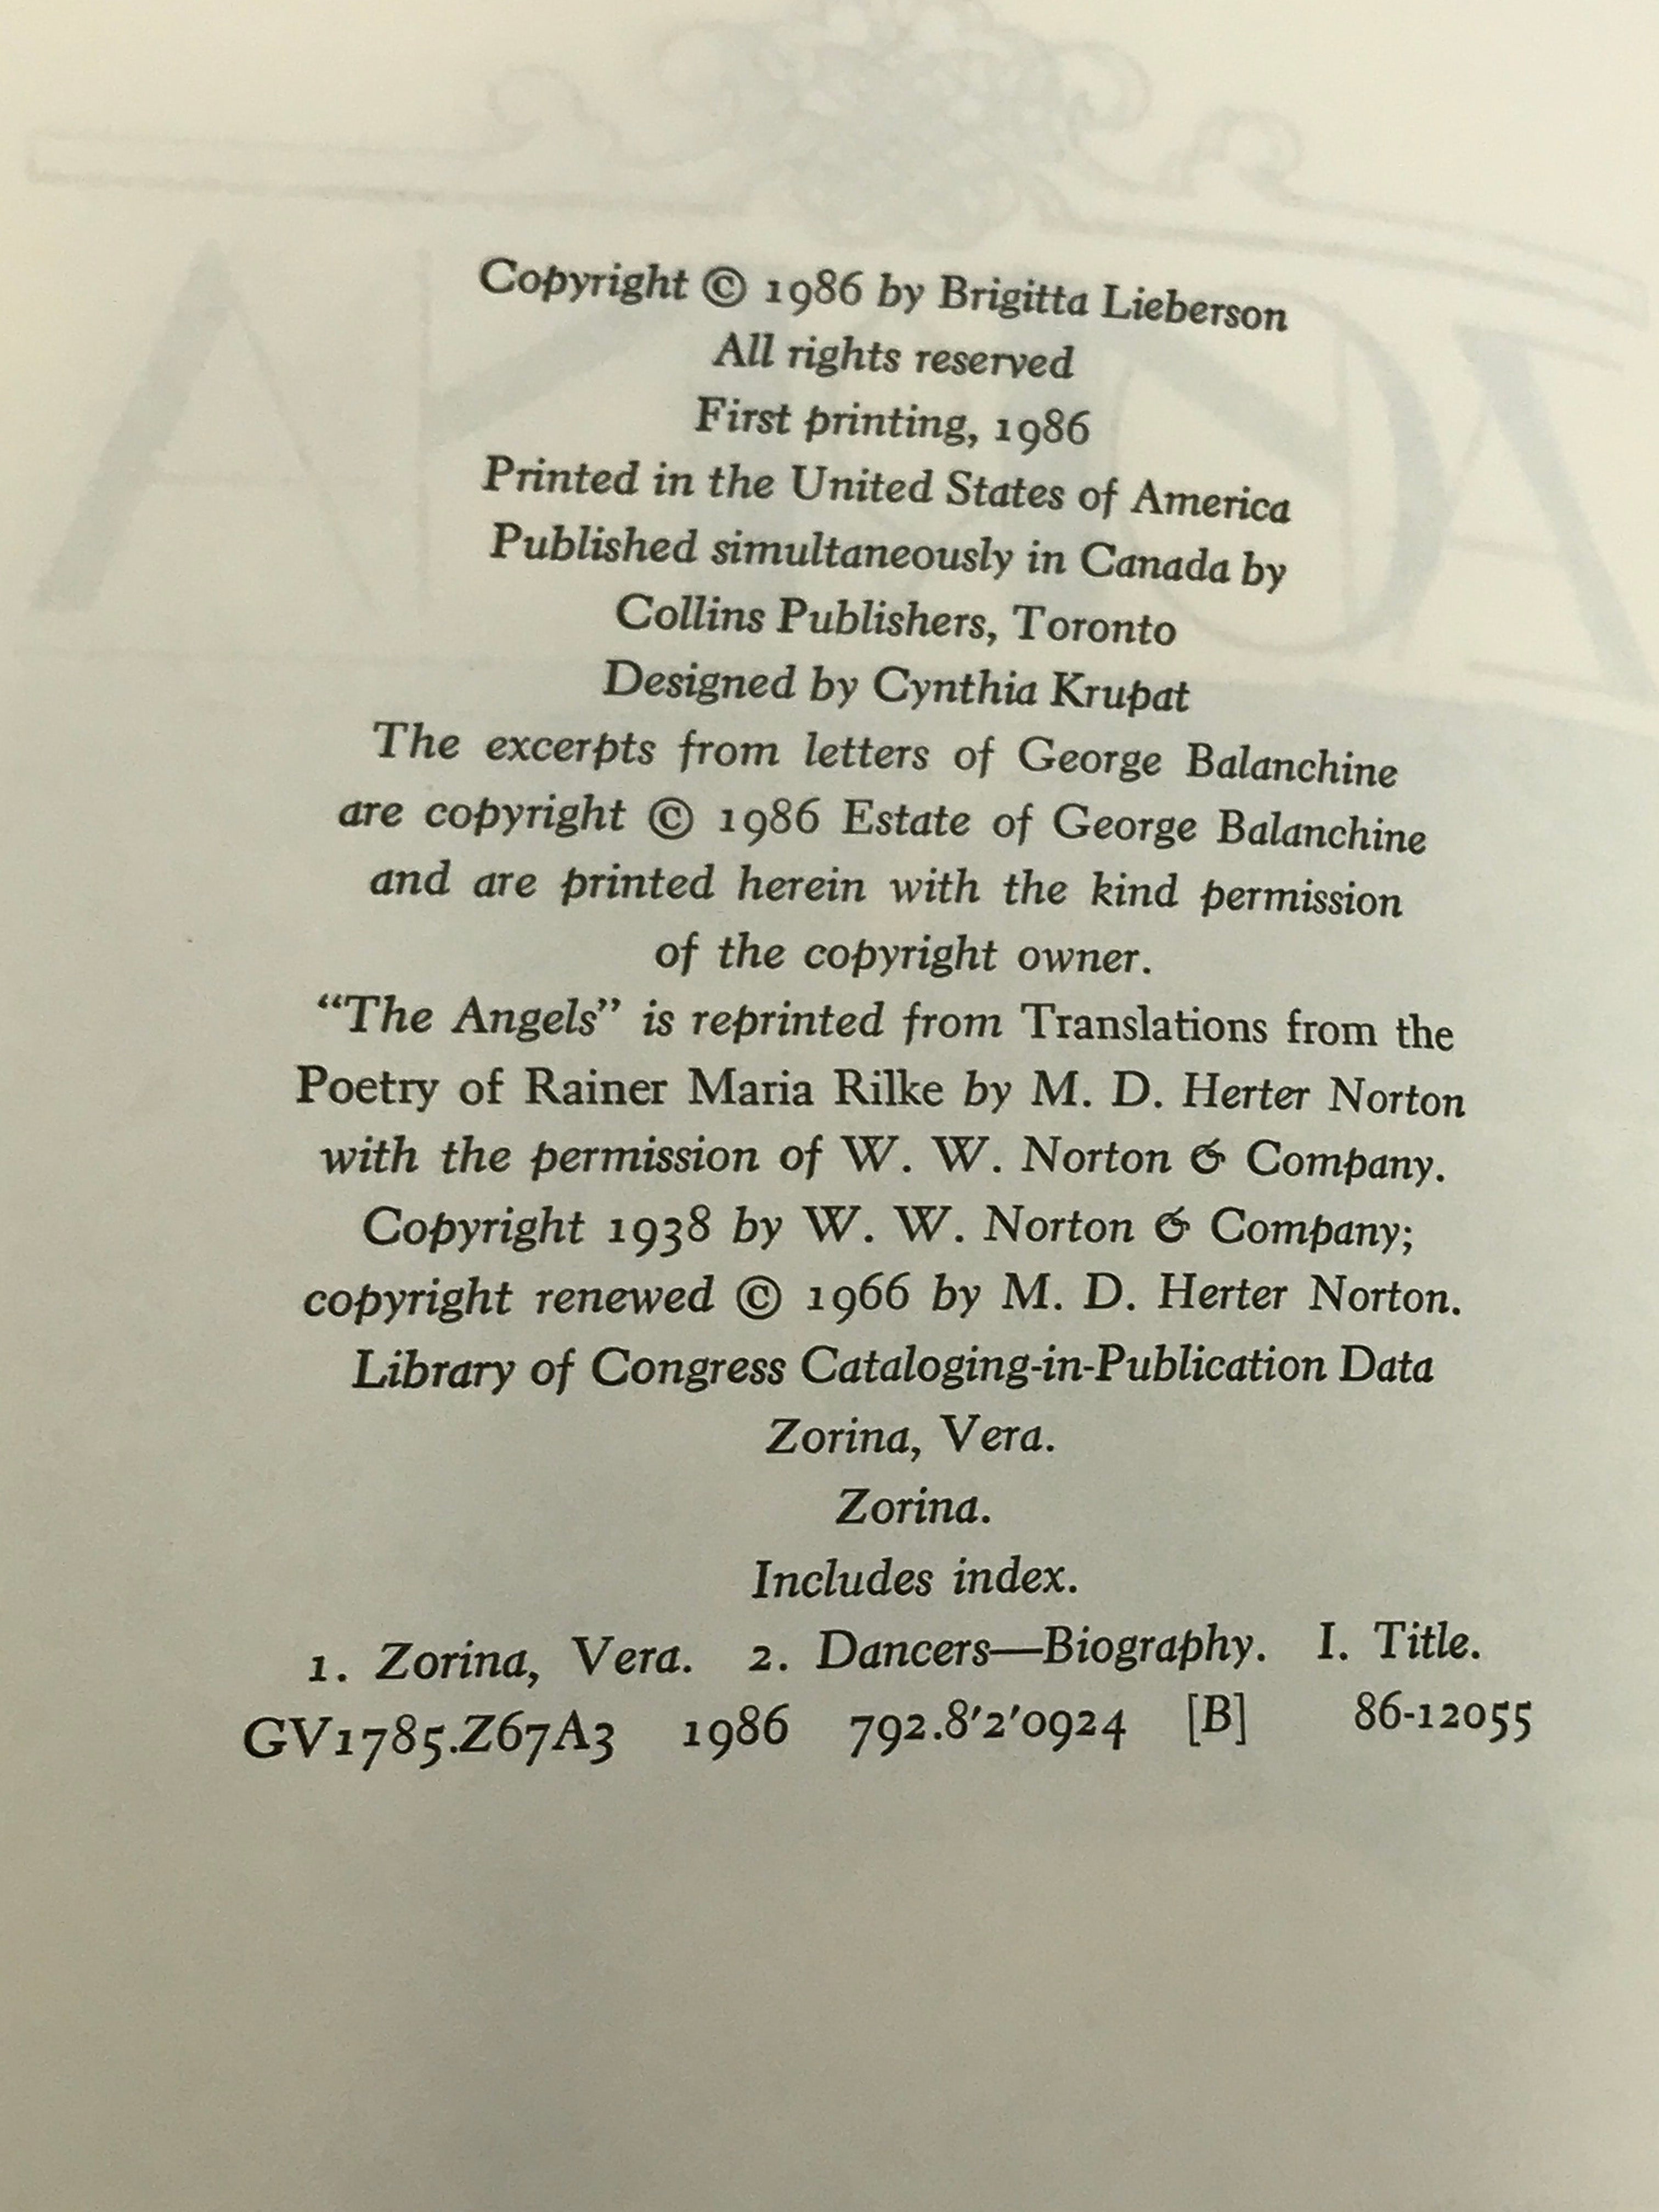 Copyright © 1986 by Brigitta Lieberson
All rights reserved
First printing, 1986
Printed in the United States of America
Published simultaneously in Canada by
Collins Publishers, Toronto
Designed by Cynthia Krupat
The excerpts from letters of George Balanchine
are copyright © 1986 Estate of George Balanchine
and are printed herein with the kind permission
of the copyright owner.
“The Angels” is reprinted from Translations from the
Poetry of Rainer Maria Rilke by M. D. Herter Norton
with the permission of W. W. Norton & Company.
Copyright 1938 by W. W. Norton & Company;
copyright renewed © 1966 by M. D. Herter Norton.
Library of Congress Cataloging-in-Publication Data
Zorina, Vera.
Zorina.
Includes index.
1. Zorina, Vera. 2. Dancers—Biography. I. Title.
GV1785.Z67A3 1986 792.8′2′0924 [B] 86-12055